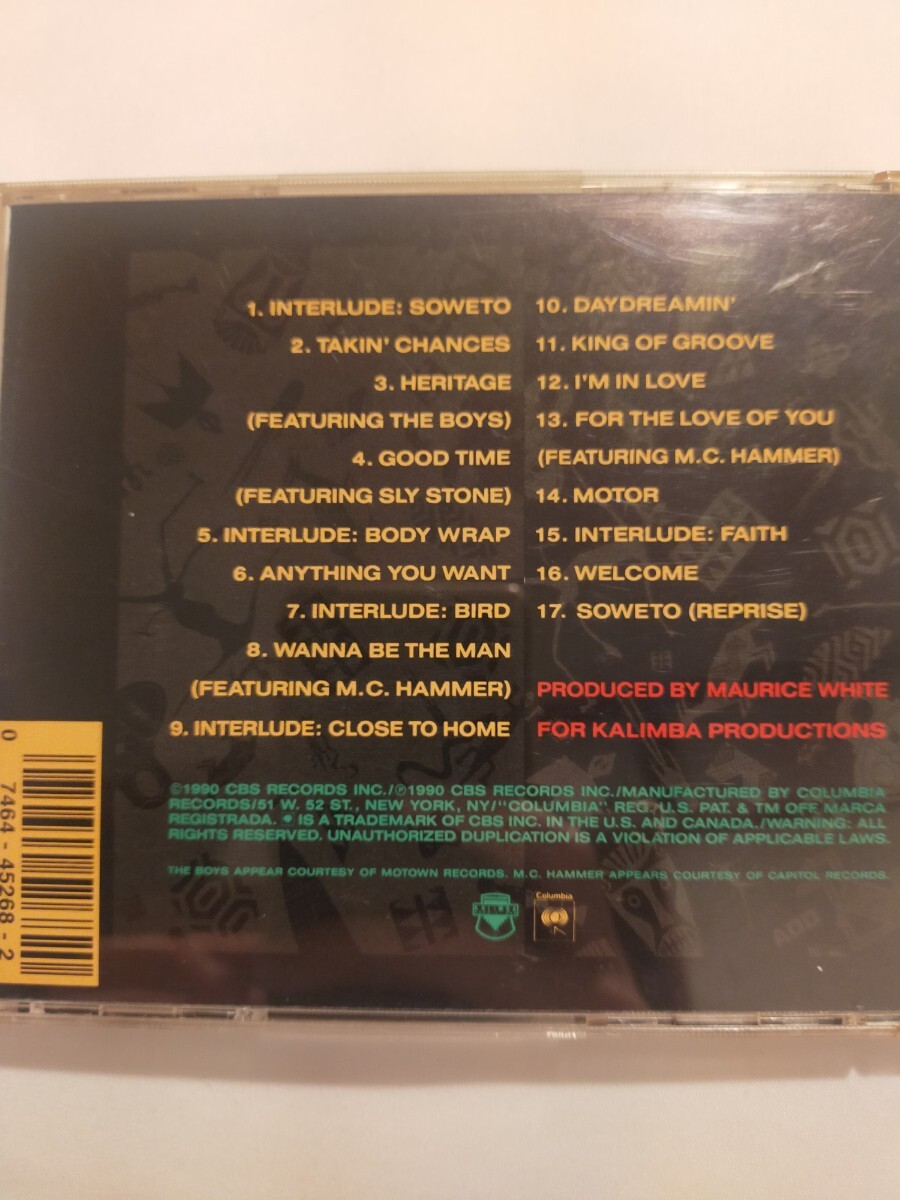 1. INTERLUDE: SOWETO
2. TAKIN' CHANCES
3. HERITAGE
(FEATURING THE BOYS)
4. GOOD TIME
(FEATURING SLY STONE)
5. INTERLUDE: BODY WRAP
6. ANYTHING YOU WANT
7. INTERLUDE: BIRD
8. WANNA BE THE MAN
(FEATURING M.C. HAMMER)
9. INTERLUDE: CLOSE TO HOME
10. DAYDREAMIN'
11. KING OF GROOVE
12. I'M IN LOVE
13. FOR THE LOVE OF YOU
(FEATURING M.C. HAMMER)
14. MOTOR
15. INTERLUDE: FAITH
16. WELCOME
17. SOWETO (REPRISE)
PRODUCED BY MAURICE WHITE
FOR KALIMBA PRODUCTIONS
©1990 CBS RECORDS INC./℗1990 CBS RECORDS INC./MANUFACTURED BY COLUMBIA
RECORDS/51 W. 52 ST., NEW YORK, NY/"COLUMBIA" REG. U.S. PAT. & TM OFF MARCA
REGISTRADA. IS A TRADEMARK OF CBS INC. IN THE U.S. AND CANADA./WARNING: ALL
RIGHTS RESERVED. UNAUTHORIZED DUPLICATION IS A VIOLATION OF APPLICABLE LAWS.
THE BOYS APPEAR COURTESY OF MOTOWN RECORDS. M.C. HAMMER APPEARS COURTESY OF CAPITOL RECORDS.
Columbia
0 7464-45268-2